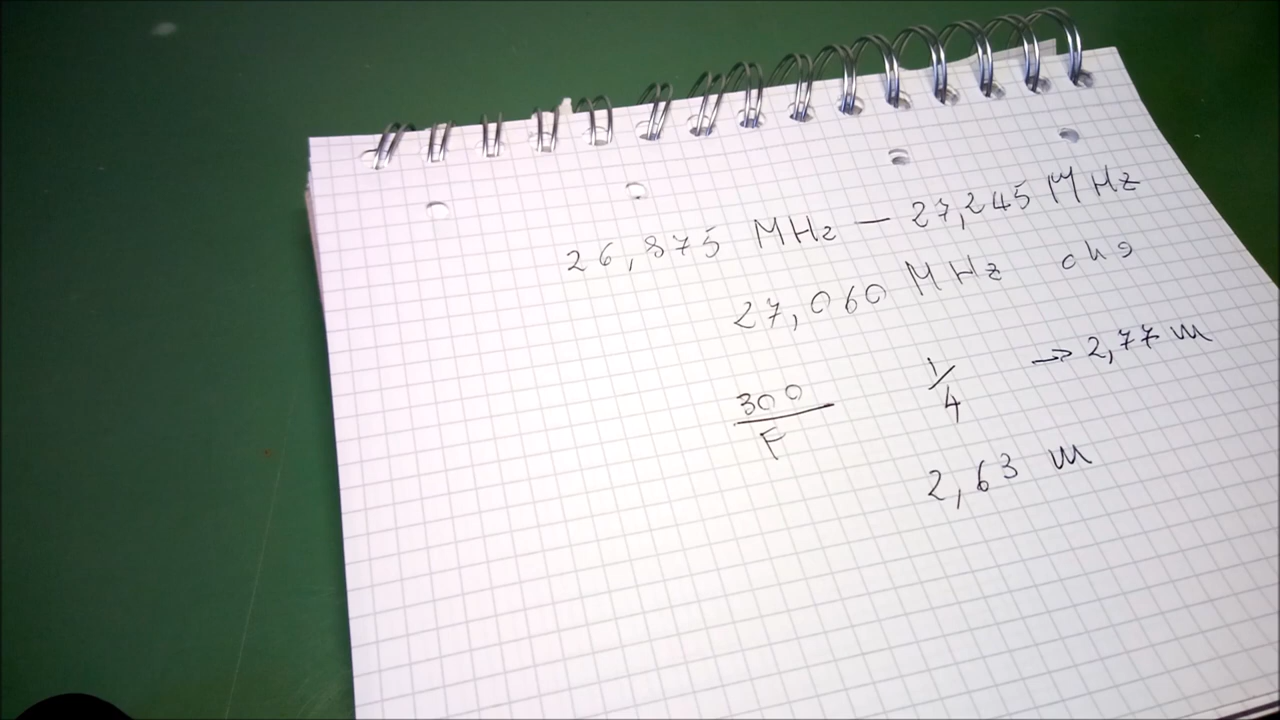 26,875 MHz — 27,245 MHz
27,060 MHz ch9
300/F 1/4 → 2,77 m
2,63 m